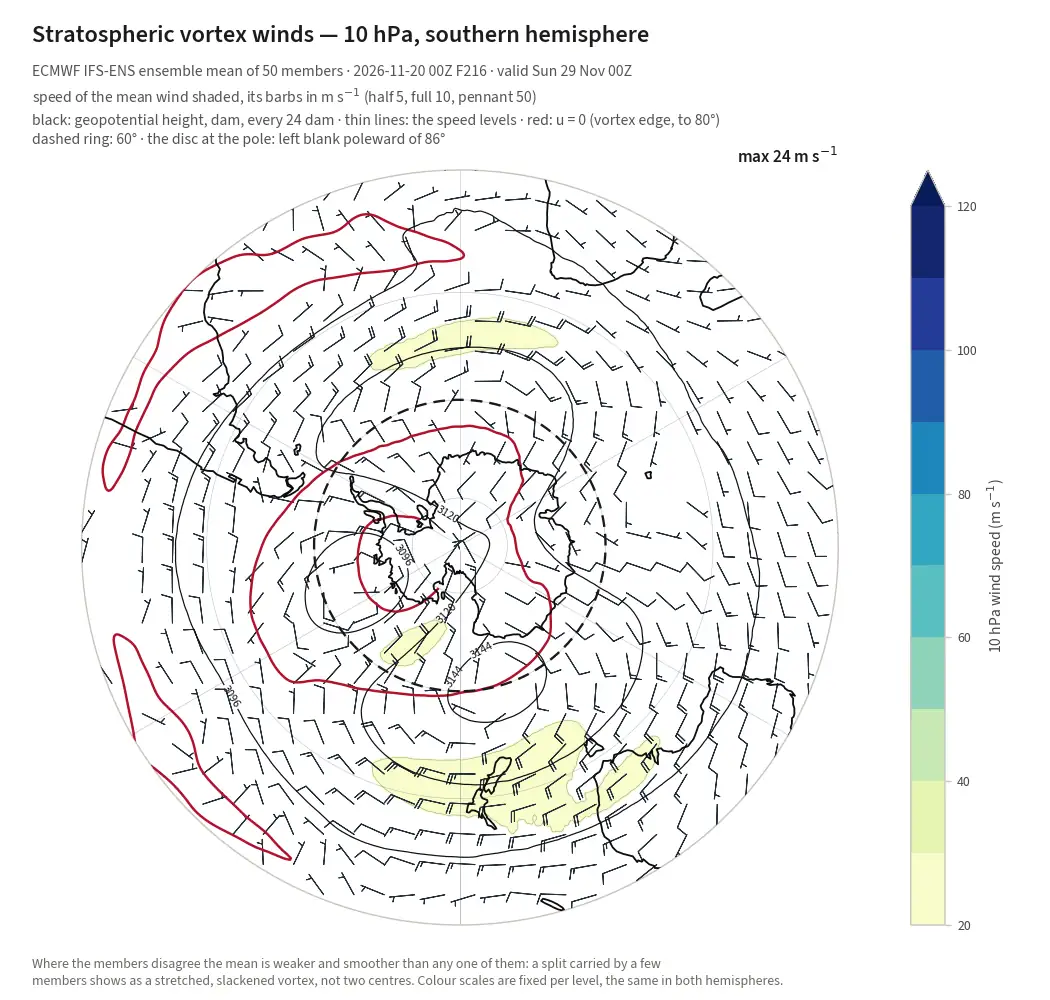 Stratospheric vortex winds — 10 hPa, southern hemisphere
ECMWF IFS-ENS ensemble mean of 50 members · 2026-11-20 00Z F216 · valid Sun 29 Nov 00Z
speed of the mean wind shaded, its barbs in m s⁻¹ (half 5, full 10, pennant 50)
black: geopotential height, dam, every 24 dam · thin lines: the speed levels · red: u = 0 (vortex edge, to 80°)
dashed ring: 60° · the disc at the pole: left blank poleward of 86°
max 24 m s⁻¹
120
100
80
60
40
20
10 hPa wind speed (m s⁻¹)
3120
3096
3120
3144
3144
3096
Where the members disagree the mean is weaker and smoother than any one of them: a split carried by a few
members shows as a stretched, slackened vortex, not two centres. Colour scales are fixed per level, the same in both hemispheres.